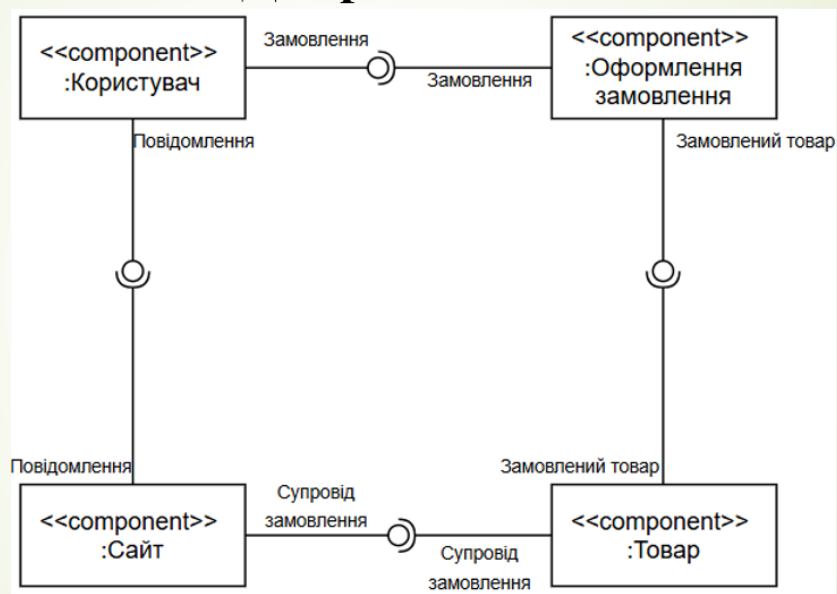 <<component>>
:Користувач
Замовлення
Замовлення
<<component>>
:Оформлення
замовлення
Повідомлення
Замовлений товар
Повідомлення
Замовлений товар
<<component>>
:Сайт
Супровід
замовлення
Супровід
замовлення
<<component>>
:Товар